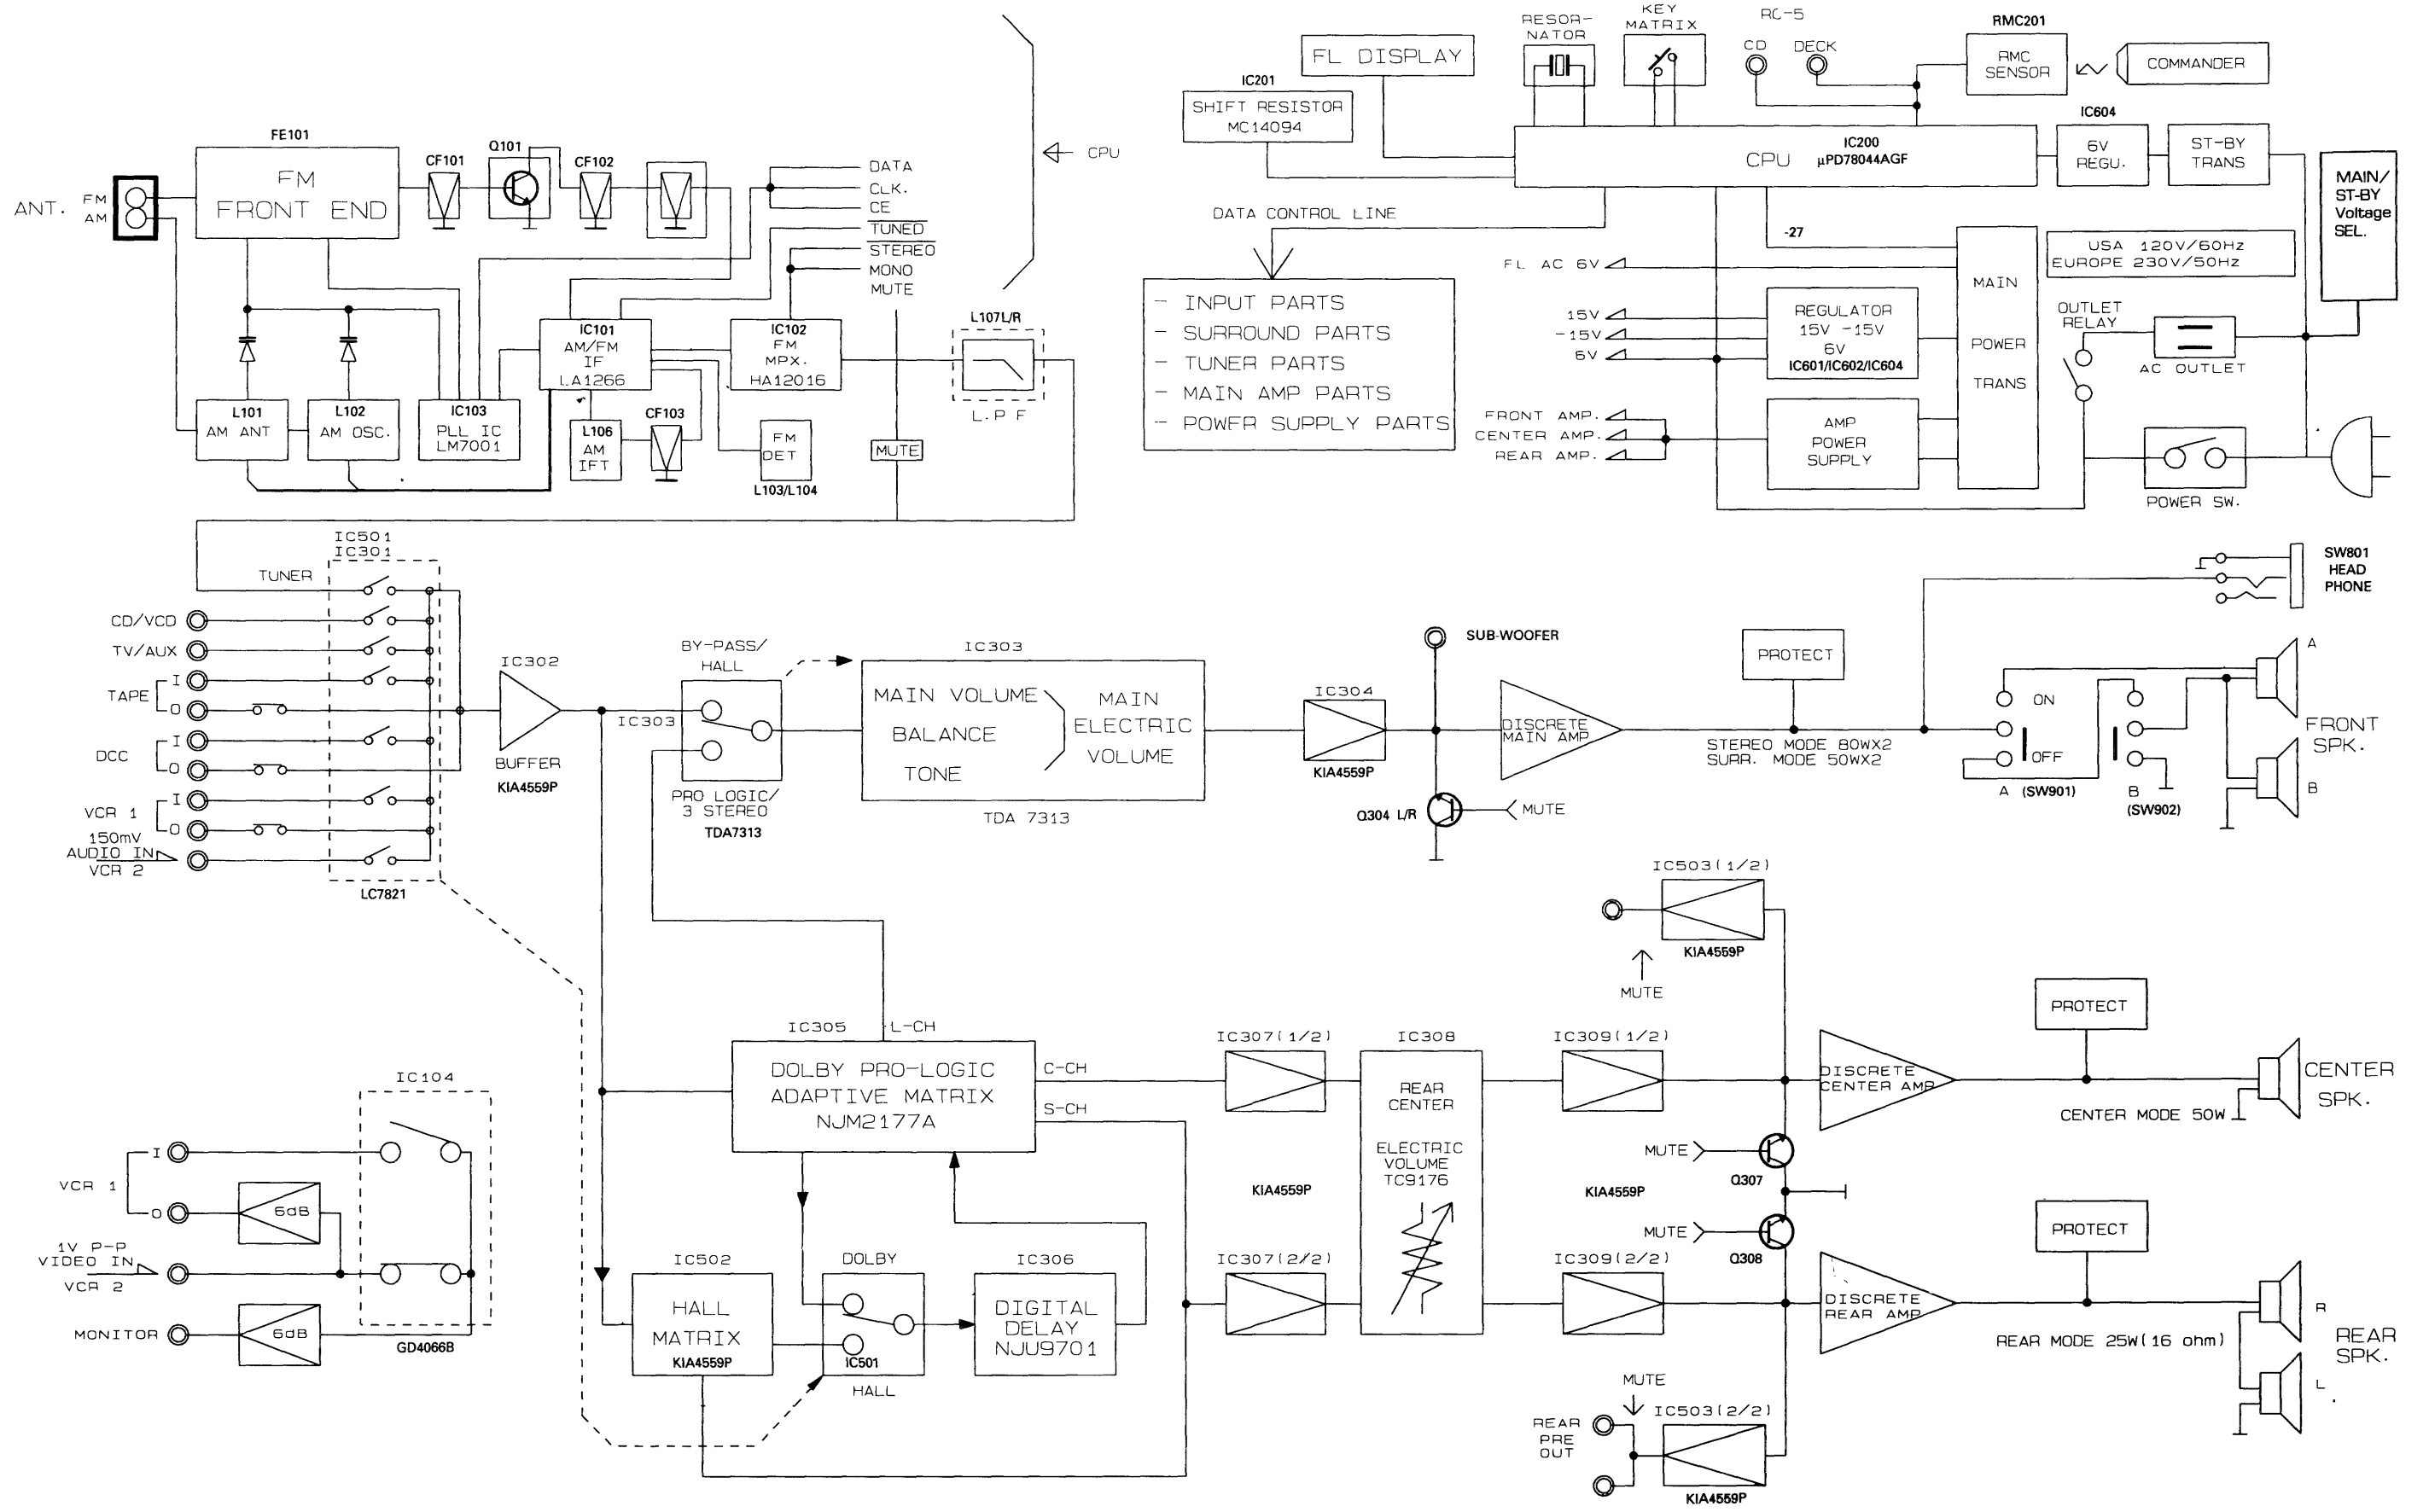 ANT.
FM
AM
FE101
FM
FRONT END
CF101
Q101
CF102
DATA
CLK.
CE
TUNED
STEREO
MONO
MUTE
CPU
L101
AM ANT
L102
AM OSC.
IC103
PLL IC
LM7001
IC101
AM/FM
IF
LA1266
L106
AM
IFT
CF103
IC102
FM
MPX.
HA12016
FM
DET
L103/L104
MUTE
L107L/R
L.P F
IC201
SHIFT RESISTOR
MC14094
FL DISPLAY
RESOR-
NATOR
KEY
MATRIX
RC-5
CD
DECK
RMC201
RMC
SENSOR
COMMANDER
IC200
CPU
µPD78044AGF
IC604
6V
REGU.
ST-BY
TRANS
MAIN/
ST-BY
Voltage
SEL.
DATA CONTROL LINE
- INPUT PARTS
- SURROUND PARTS
- TUNER PARTS
- MAIN AMP PARTS
- POWER SUPPLY PARTS
-27
FL AC 6V
15V
-15V
6V
REGULATOR
15V -15V
6V
IC601/IC602/IC604
FRONT AMP.
CENTER AMP.
REAR AMP.
AMP
POWER
SUPPLY
MAIN
POWER
TRANS
USA 120V/60Hz
EUROPE 230V/50Hz
OUTLET
RELAY
AC OUTLET
POWER SW.
IC501
IC301
TUNER
CD/VCD
TV/AUX
TAPE
I
O
DCC
I
O
VCR 1
I
O
150mV
AUDIO IN
VCR 2
LC7821
IC302
BUFFER
KIA4559P
BY-PASS/
HALL
IC303
PRO LOGIC/
3 STEREO
TDA7313
IC303
MAIN VOLUME
BALANCE
TONE
MAIN
ELECTRIC
VOLUME
TDA 7313
IC304
KIA4559P
SUB-WOOFER
Q304 L/R
MUTE
DISCRETE
MAIN AMP
PROTECT
STEREO MODE 80WX2
SURR. MODE 50WX2
SW801
HEAD
PHONE
ON
OFF
A (SW901)
B
(SW902)
A
FRONT
SPK.
B
IC503(1/2)
KIA4559P
MUTE
IC305
L-CH
DOLBY PRO-LOGIC
ADAPTIVE MATRIX
NJM2177A
C-CH
S-CH
IC307(1/2)
KIA4559P
IC307(2/2)
IC308
REAR
CENTER
ELECTRIC
VOLUME
TC9176
IC309(1/2)
KIA4559P
IC309(2/2)
MUTE
Q307
MUTE
Q308
DISCRETE
CENTER AMP
PROTECT
CENTER MODE 50W
CENTER
SPK.
DISCRETE
REAR AMP
PROTECT
REAR MODE 25W(16 ohm)
R
REAR
SPK.
L
IC104
VCR 1
I
O
6dB
1V P-P
VIDEO IN
VCR 2
MONITOR
6dB
GD4066B
IC502
HALL
MATRIX
KIA4559P
DOLBY
IC501
HALL
IC306
DIGITAL
DELAY
NJU9701
REAR
PRE
OUT
MUTE
IC503(2/2)
KIA4559P